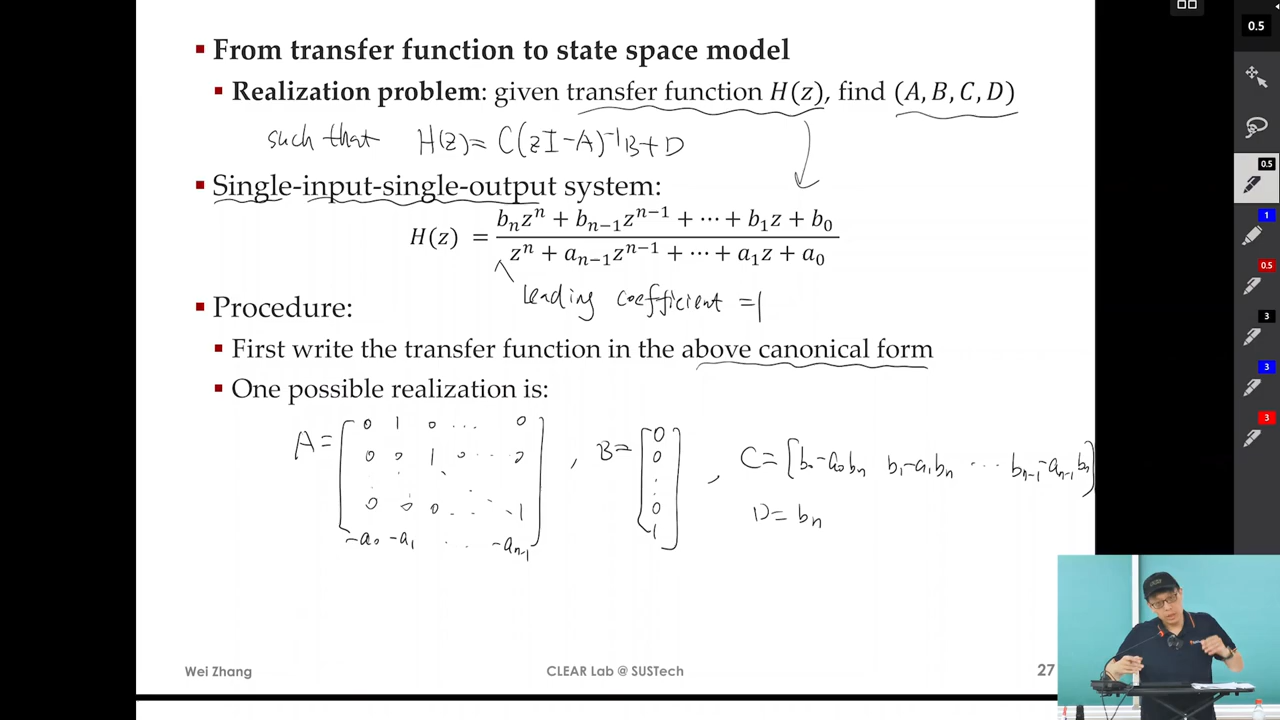 ▪ From transfer function to state space model
▪ Realization problem: given transfer function H(z), find (A, B, C, D)
such that H(z) = C(zI-A)⁻¹B+D
▪ Single-input-single-output system:
H(z) = (bₙzⁿ + bₙ₋₁zⁿ⁻¹ + ⋯ + b₁z + b₀) / (zⁿ + aₙ₋₁zⁿ⁻¹ + ⋯ + a₁z + a₀)
leading coefficient = 1
▪ Procedure:
▪ First write the transfer function in the above canonical form
▪ One possible realization is:
A = [0 1 0 ... 0; 0 0 1 0 ... 0; 0 0 0 ... 1; -a₀ -a₁ ... -aₙ₋₁], B = [0 0 . . 0 1], C = [b₀-a₀bₙ b₁-a₁bₙ ... bₙ₋₁-aₙ₋₁bₙ]
D = bₙ
Wei Zhang CLEAR Lab @ SUSTech 27
0.5
0.5
1
0.5
3
3
3